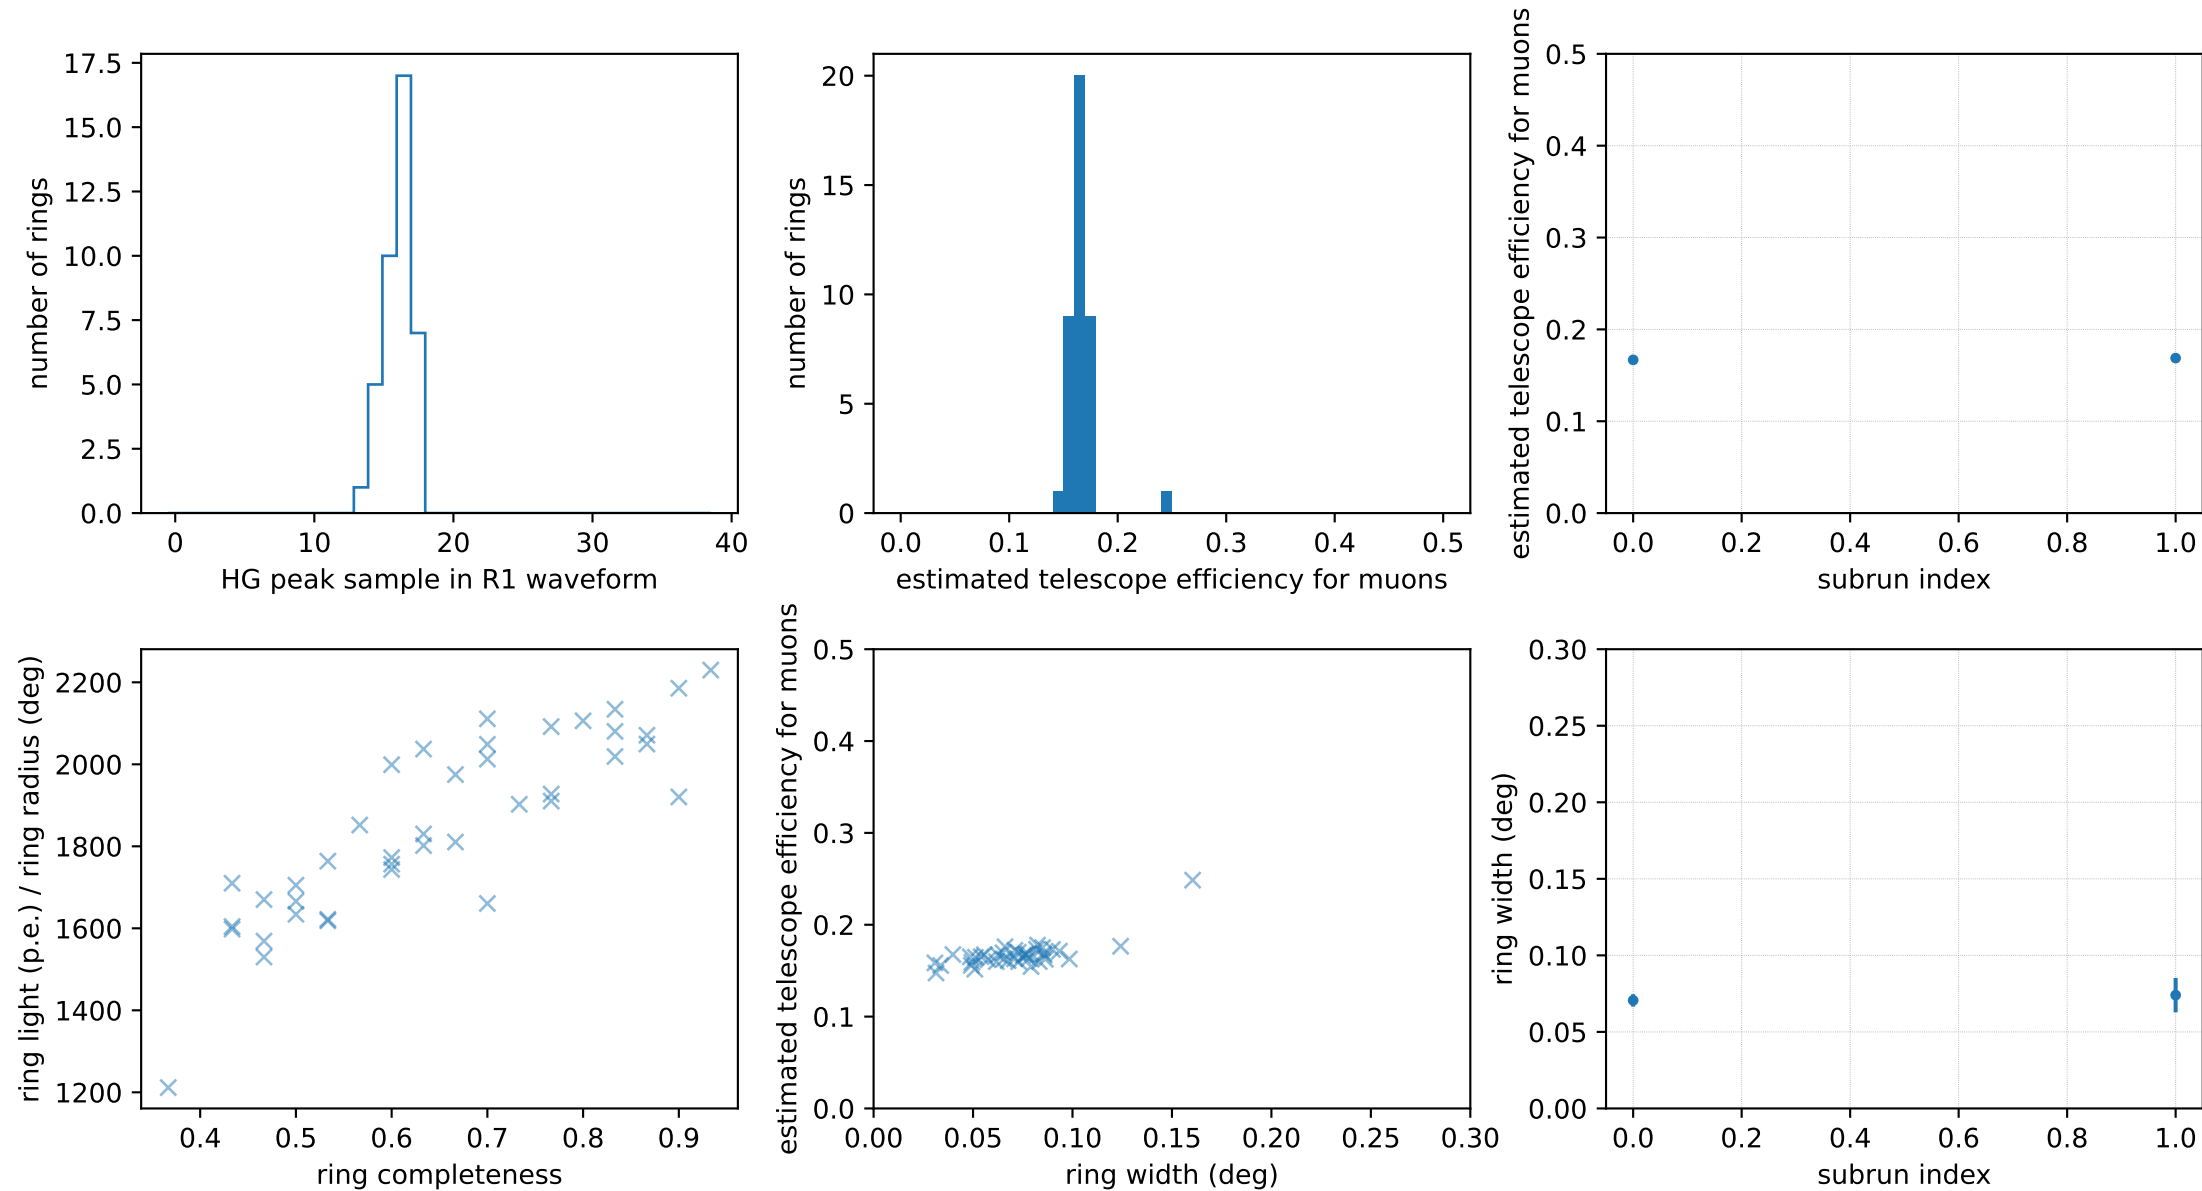 number of rings
17.5
15.0
12.5
10.0
7.5
5.0
2.5
0.0
0 10 20 30 40
HG peak sample in R1 waveform
number of rings
20
15
10
5
0
0.0 0.1 0.2 0.3 0.4 0.5
estimated telescope efficiency for muons
estimated telescope efficiency for muons
0.5
0.4
0.3
0.2
0.1
0.0
0.0 0.2 0.4 0.6 0.8 1.0
subrun index
ring light (p.e.) / ring radius (deg)
2200
2000
1800
1600
1400
1200
0.4 0.5 0.6 0.7 0.8 0.9
ring completeness
estimated telescope efficiency for muons
0.5
0.4
0.3
0.2
0.1
0.0
0.00 0.05 0.10 0.15 0.20 0.25 0.30
ring width (deg)
ring width (deg)
0.30
0.25
0.20
0.15
0.10
0.05
0.00
0.0 0.2 0.4 0.6 0.8 1.0
subrun index